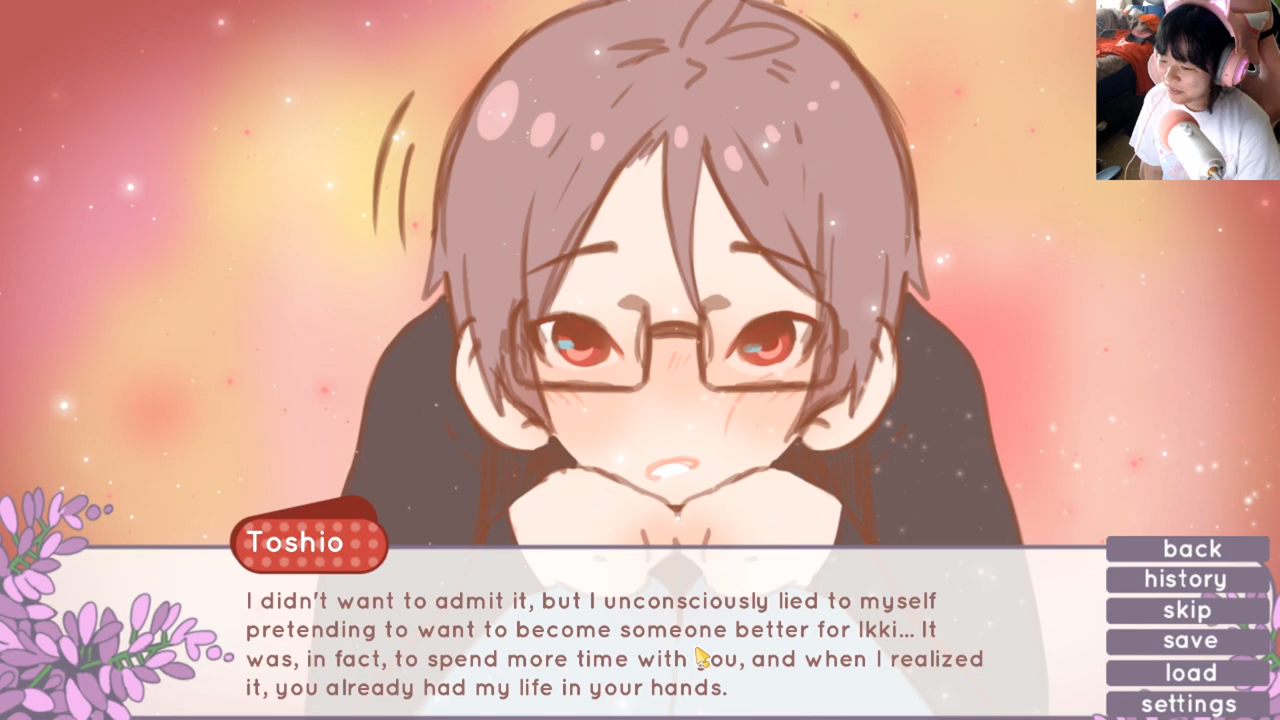 Toshio
I didn't want to admit it, but I unconsciously lied to myself
pretending to want to become someone better for Ikki... It
was, in fact, to spend more time with you, and when I realized
it, you already had my life in your hands.
back
history
skip
save
load
settings